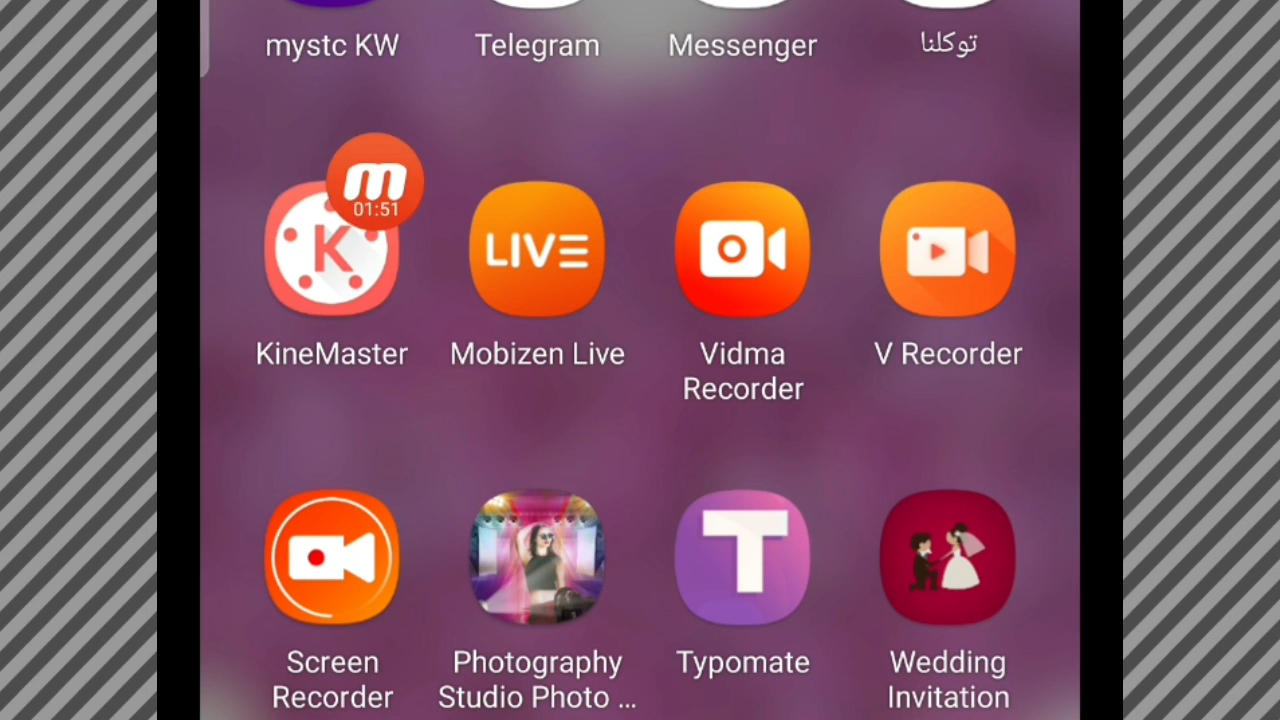 mystc KW
Telegram
Messenger
توكلنا
m
01:51
K
LIVE
KineMaster
Mobizen Live
Vidma
Recorder
V Recorder
T
Screen
Recorder
Photography
Studio Photo ...
Typomate
Wedding
Invitation